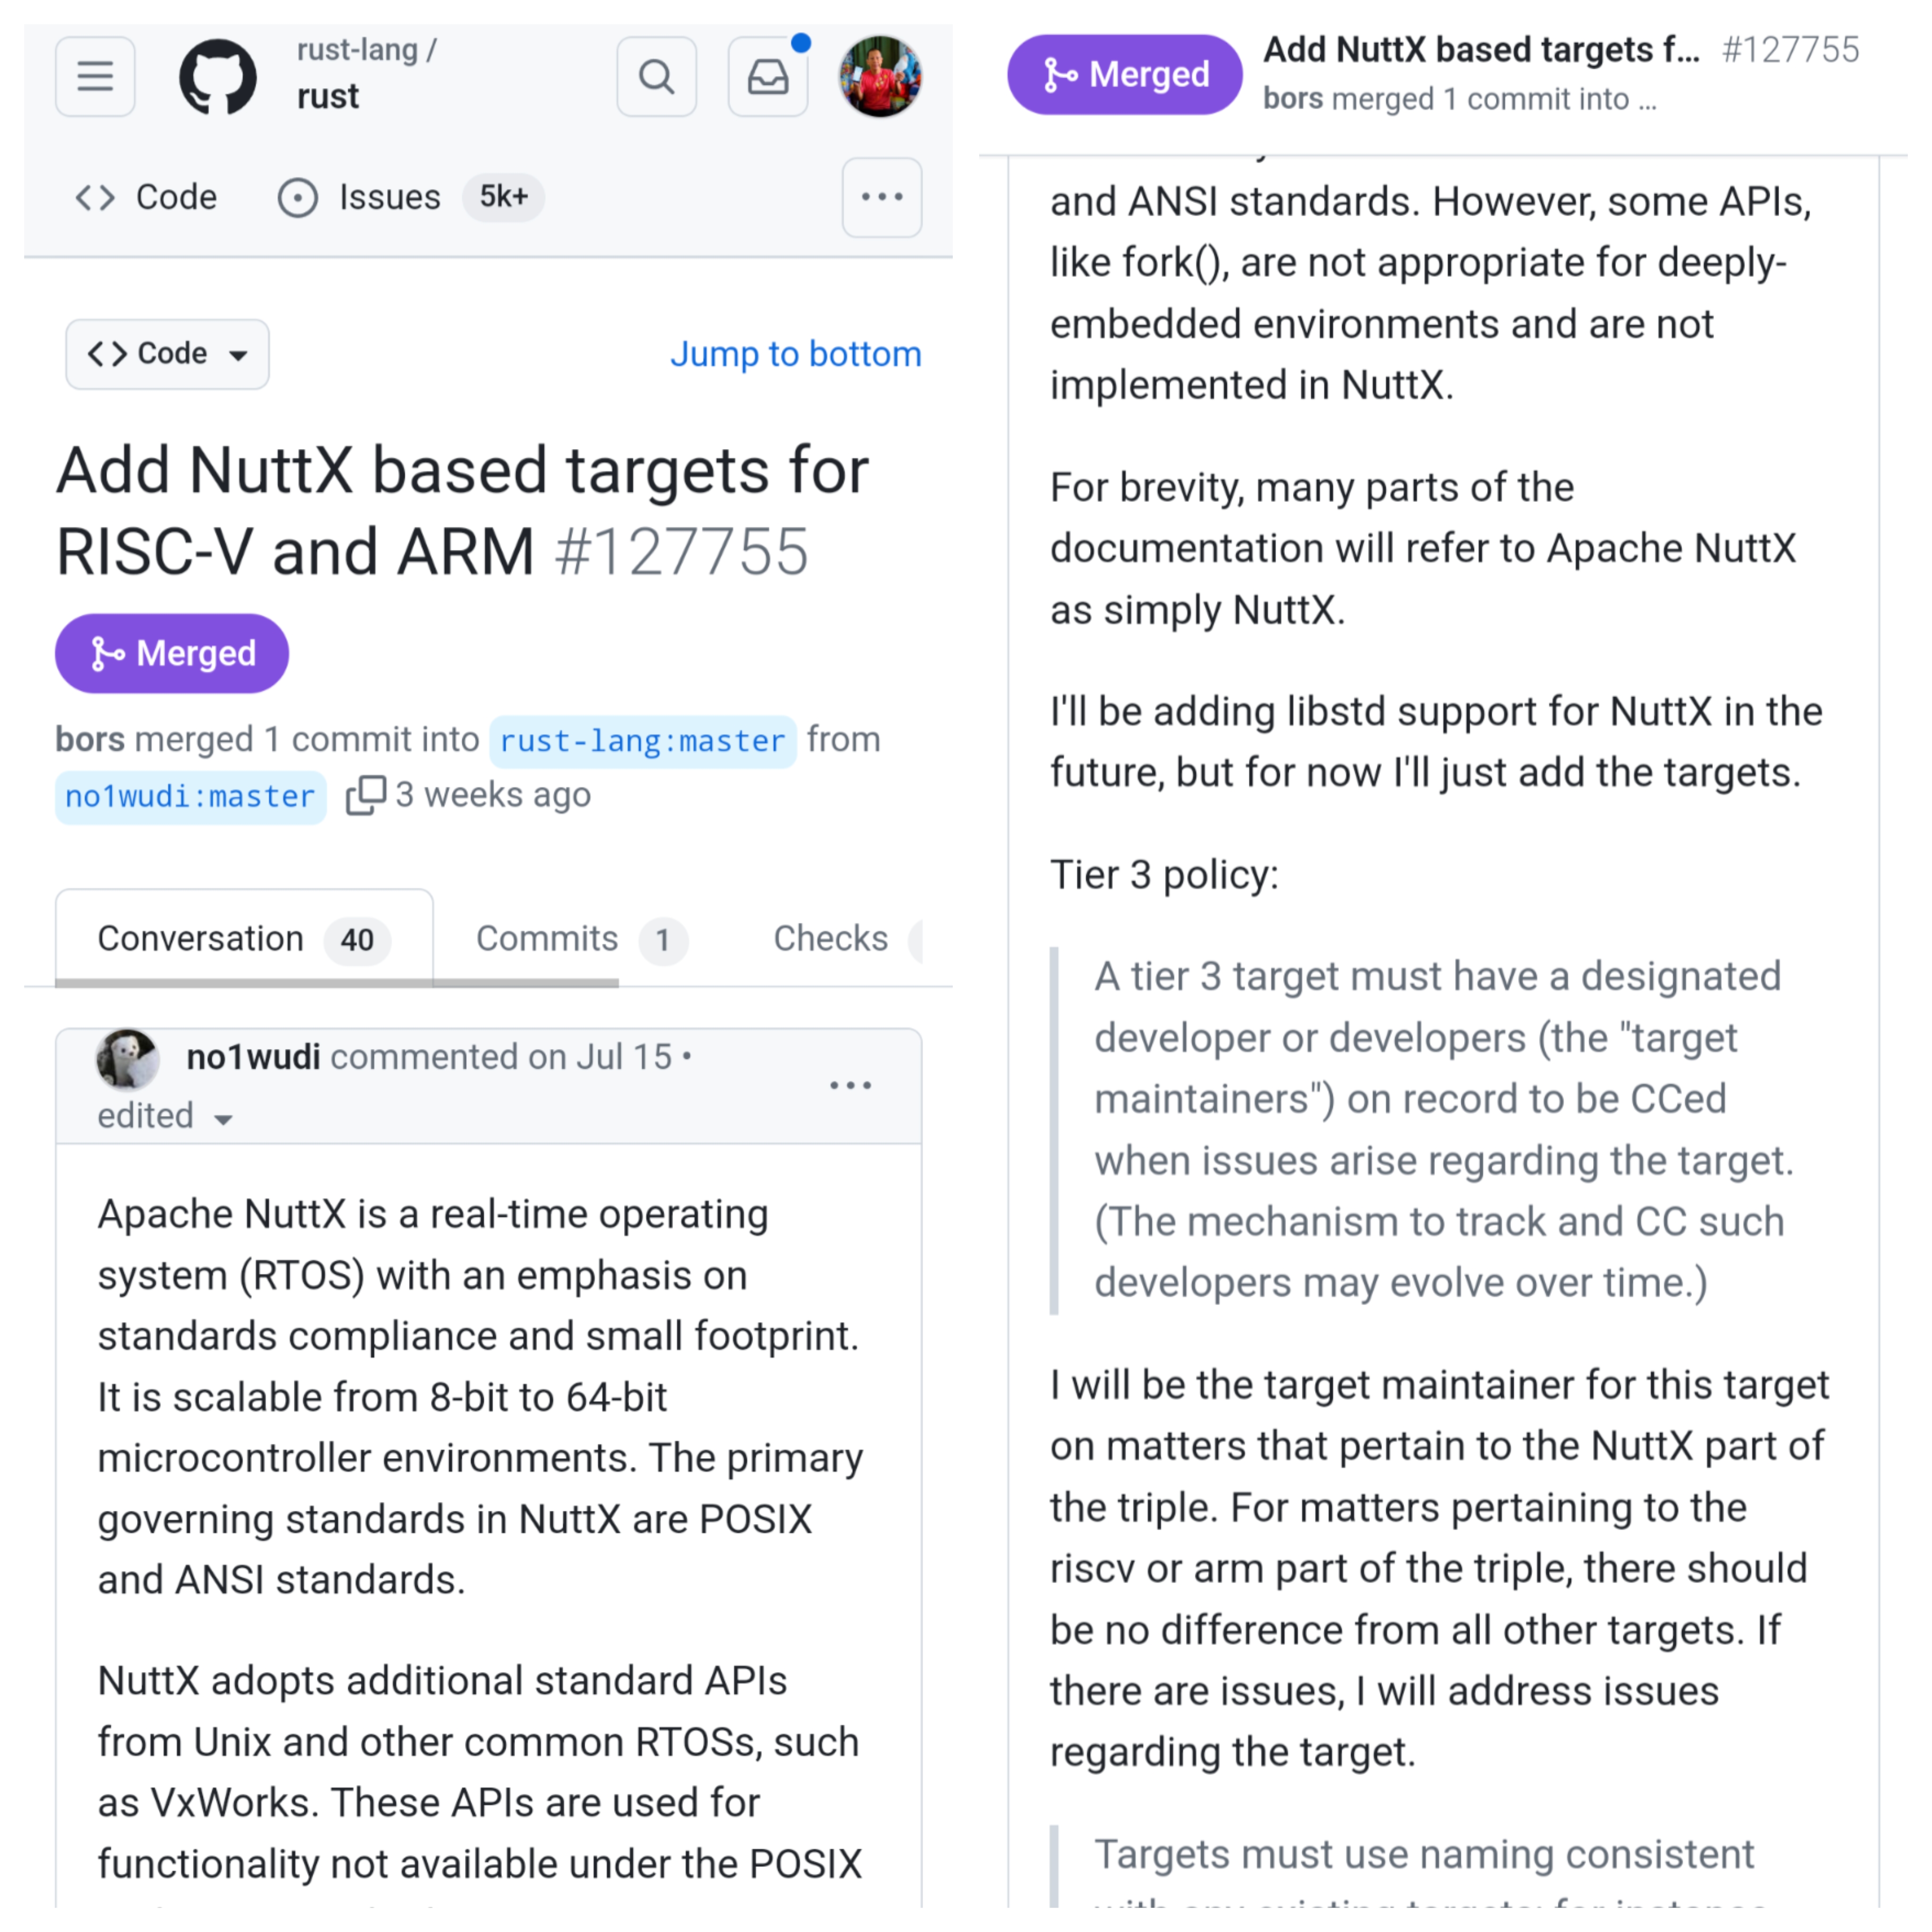 rust-lang /
rust
Code
Issues 5k+
Code
Jump to bottom
Add NuttX based targets for
RISC-V and ARM #127755
Merged
bors merged 1 commit into rust-lang:master from
no1wudi:master 3 weeks ago
Conversation 40
Commits 1
Checks
no1wudi commented on Jul 15 •
edited
Apache NuttX is a real-time operating
system (RTOS) with an emphasis on
standards compliance and small footprint.
It is scalable from 8-bit to 64-bit
microcontroller environments. The primary
governing standards in NuttX are POSIX
and ANSI standards.
NuttX adopts additional standard APIs
from Unix and other common RTOSs, such
as VxWorks. These APIs are used for
functionality not available under the POSIX
Merged
Add NuttX based targets f... #127755
bors merged 1 commit into ...
and ANSI standards. However, some APIs,
like fork(), are not appropriate for deeply-
embedded environments and are not
implemented in NuttX.
For brevity, many parts of the
documentation will refer to Apache NuttX
as simply NuttX.
I'll be adding libstd support for NuttX in the
future, but for now I'll just add the targets.
Tier 3 policy:
A tier 3 target must have a designated
developer or developers (the "target
maintainers") on record to be CCed
when issues arise regarding the target.
(The mechanism to track and CC such
developers may evolve over time.)
I will be the target maintainer for this target
on matters that pertain to the NuttX part of
the triple. For matters pertaining to the
riscv or arm part of the triple, there should
be no difference from all other targets. If
there are issues, I will address issues
regarding the target.
Targets must use naming consistent
with any existing targets; for instance